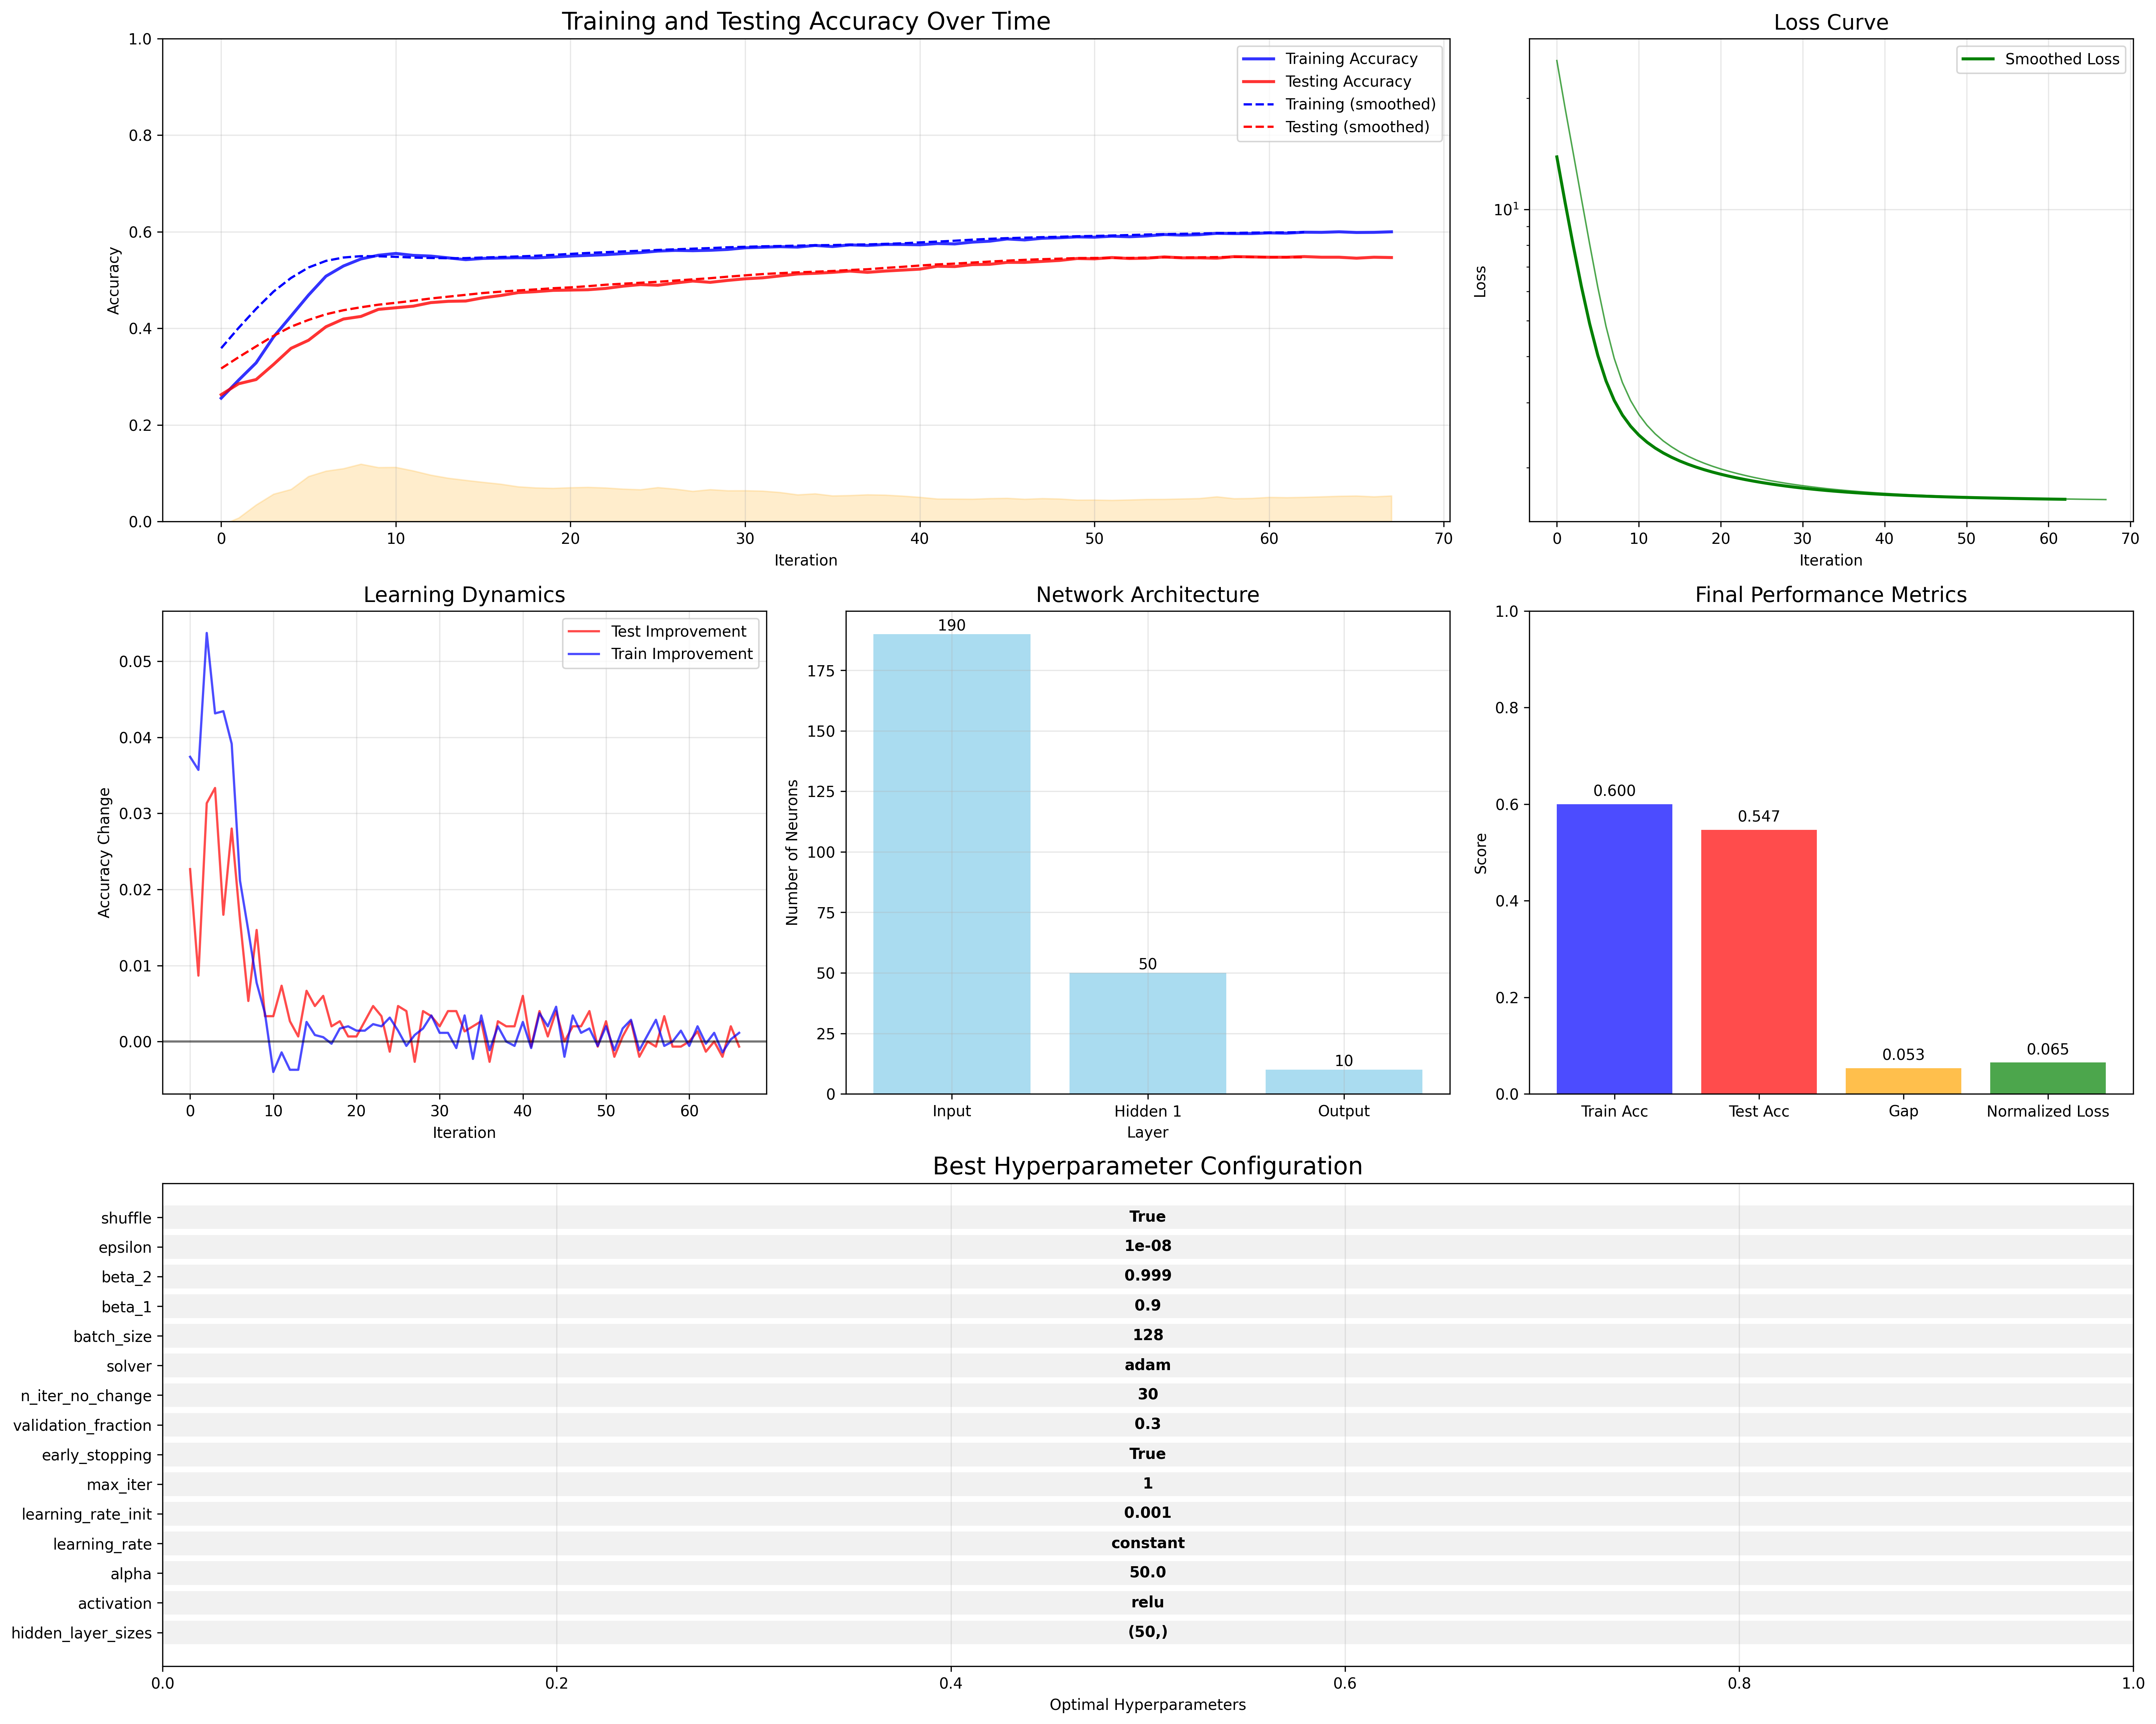 Training and Testing Accuracy Over Time
1.0
0.8
0.6
0.4
0.2
0.0
Accuracy
Training Accuracy
Testing Accuracy
Training (smoothed)
Testing (smoothed)
0 10 20 30 40 50 60 70
Iteration
Loss Curve
Smoothed Loss
10¹
Loss
0 10 20 30 40 50 60 70
Iteration
Learning Dynamics
Test Improvement
Train Improvement
0.05
0.04
0.03
0.02
0.01
0.00
Accuracy Change
0 10 20 30 40 50 60
Iteration
Network Architecture
175
150
125
100
75
50
25
0
Number of Neurons
190
50
10
Input Hidden 1 Output
Layer
Final Performance Metrics
1.0
0.8
0.6
0.4
0.2
0.0
Score
0.600
0.547
0.053
0.065
Train Acc Test Acc Gap Normalized Loss
Best Hyperparameter Configuration
shuffle True
epsilon 1e-08
beta_2 0.999
beta_1 0.9
batch_size 128
solver adam
n_iter_no_change 30
validation_fraction 0.3
early_stopping True
max_iter 1
learning_rate_init 0.001
learning_rate constant
alpha 50.0
activation relu
hidden_layer_sizes (50,)
0.0 0.2 0.4 0.6 0.8 1.0
Optimal Hyperparameters